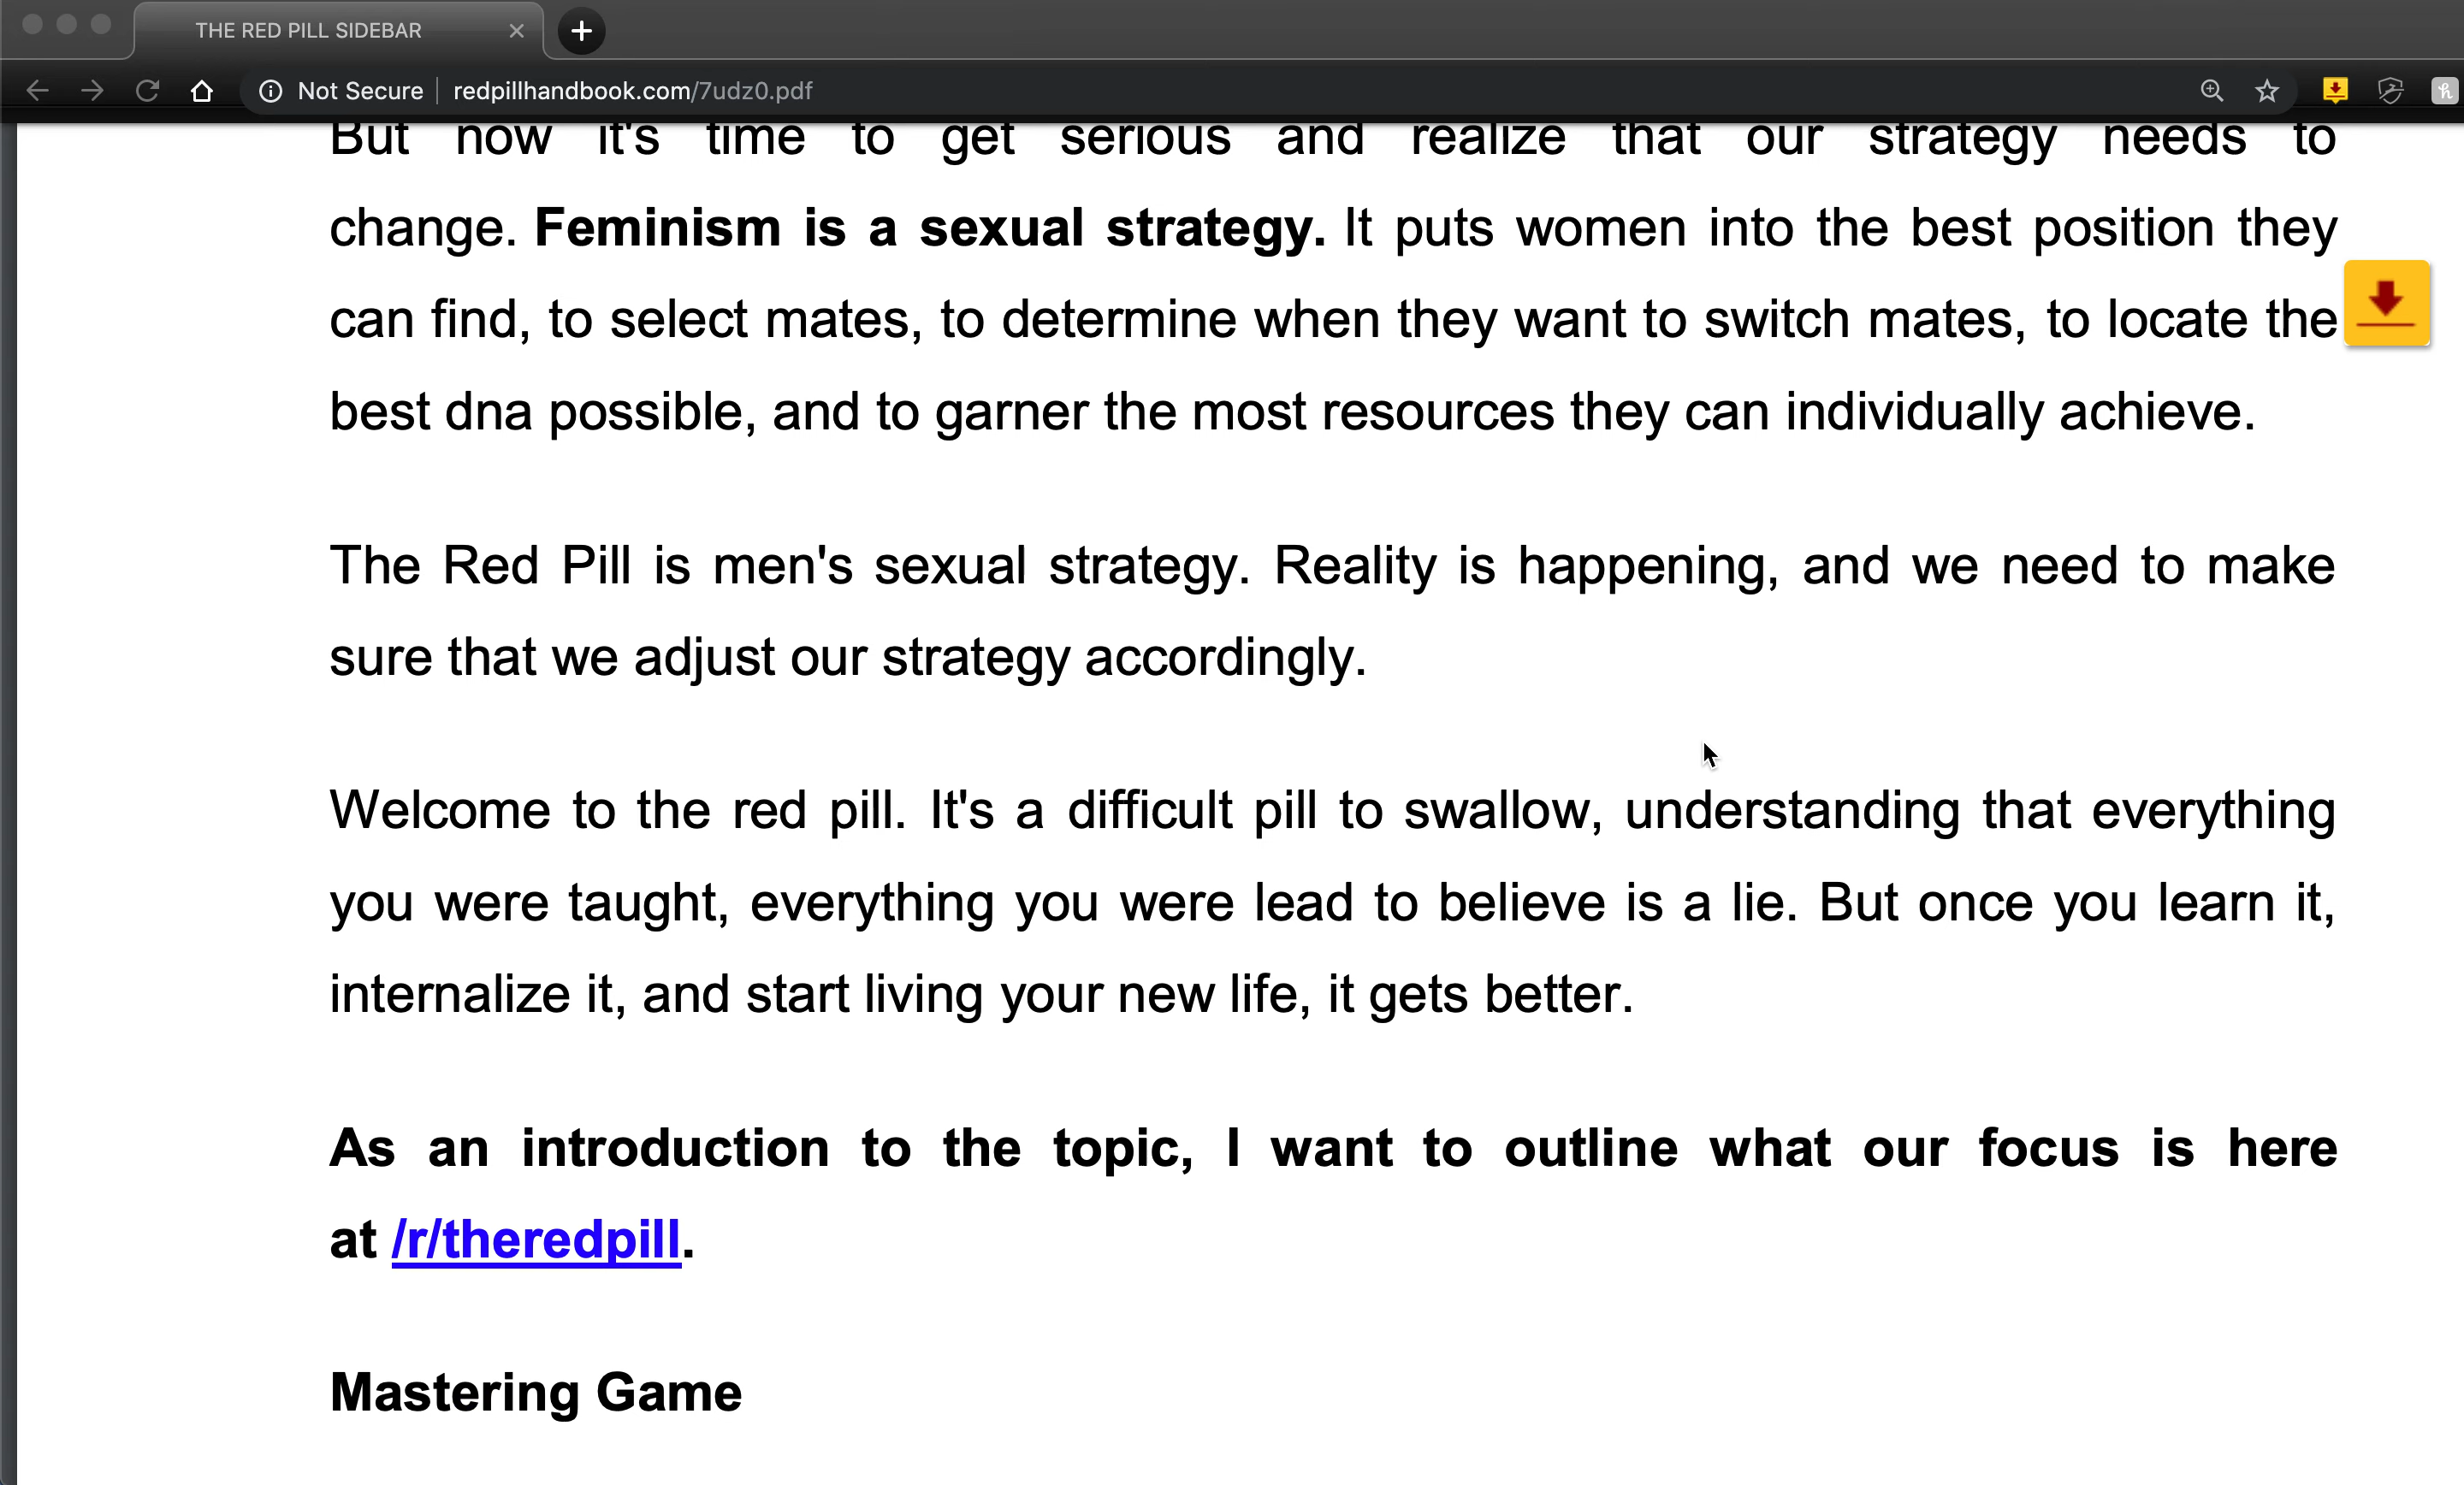 THE RED PILL SIDEBAR
Not Secure redpillhandbook.com/7udz0.pdf
But now it's time to get serious and realize that our strategy needs to
change. Feminism is a sexual strategy. It puts women into the best position they
can find, to select mates, to determine when they want to switch mates, to locate the
best dna possible, and to garner the most resources they can individually achieve.
The Red Pill is men's sexual strategy. Reality is happening, and we need to make
sure that we adjust our strategy accordingly.
Welcome to the red pill. It's a difficult pill to swallow, understanding that everything
you were taught, everything you were lead to believe is a lie. But once you learn it,
internalize it, and start living your new life, it gets better.
As an introduction to the topic, I want to outline what our focus is here
at /r/theredpill.
Mastering Game